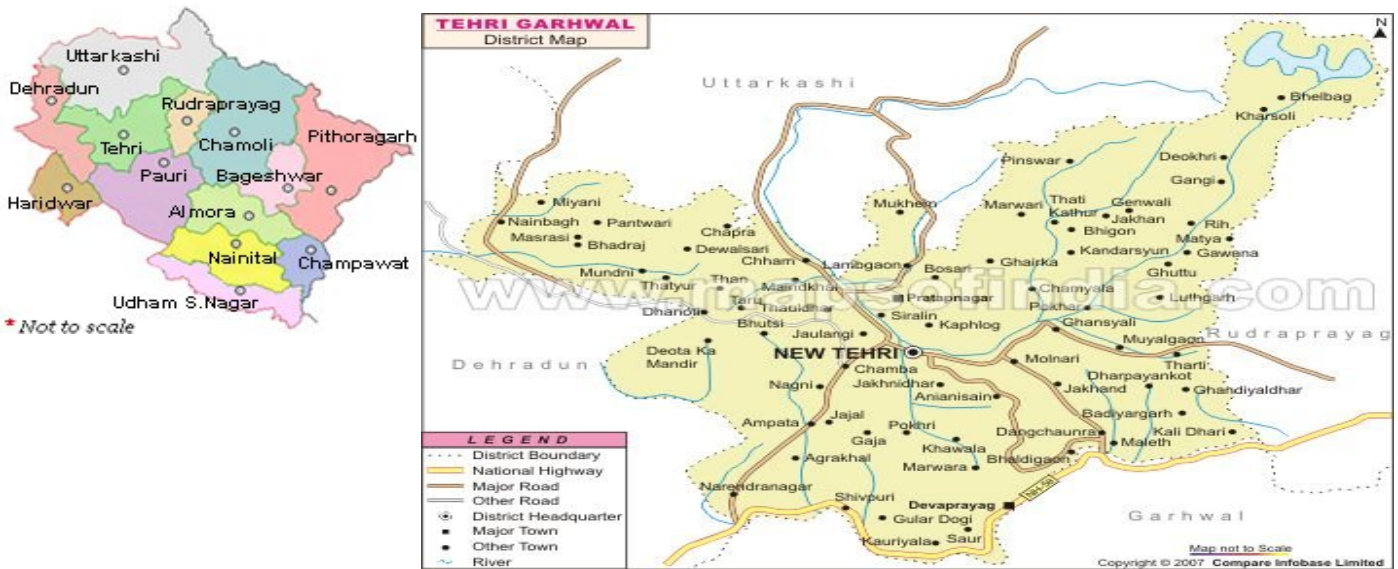 Uttarkashi
Dehradun
Rudraprayag
Tehri
Chamoli
Pithoragarh
Pauri
Bageshwar
Haridwar
Almora
Nainital
Champawat
Udham S.Nagar
* Not to scale
TEHRI GARHWAL
District Map
N
Uttarkashi
Bhelbag
Kharsoli
Pinswar
Deokhri
Gangi
Miyani
Mukhem
Marwari
Thati
Kathur
Genwali
Jakhan
Nainbagh
Pantwari
Chapra
Bhigon
Rih,
Masrasi
Bhadraj
Dewalsari
Matya
Kandarsyun
Gawena
Chham
Lambgaon
Bosari
Ghairka
Ghuttu
Mundni
Thatyur
Than
Maindkhal
Chamyala
Luthgarh
www.mapsofindia.com
Taru
Pratapnagar
Pokhar
Dhanoti
Thauldhar
Siralin
Kaphlog
Ghansyali
Bhutsi
Jaulangi
Rudraprayag
Deota Ka
Mandir
NEW TEHRI
Muyalgaon
Dehradun
Molnari
Tharti
Chamba
Dharpayankot
Nagni
Jakhnidhar
Jakhand
Ghandiyaldhar
Anianisain
Badiyargarh
Ampata
Jajal
Pokhri
Gaja
Dangchaunra
Kali Dhari
Khawala
Maleth
Agrakhal
Marwara
Bhaldigaon
Narendranagar
Shivpuri
Devaprayag
NH-58
Gular Dogi
Garhwal
Kauriyala
Saur
LEGEND
District Boundary
National Highway
Major Road
Other Road
District Headquarter
Major Town
Other Town
River
Map not to Scale
Copyright © 2007 Compare Infobase Limited